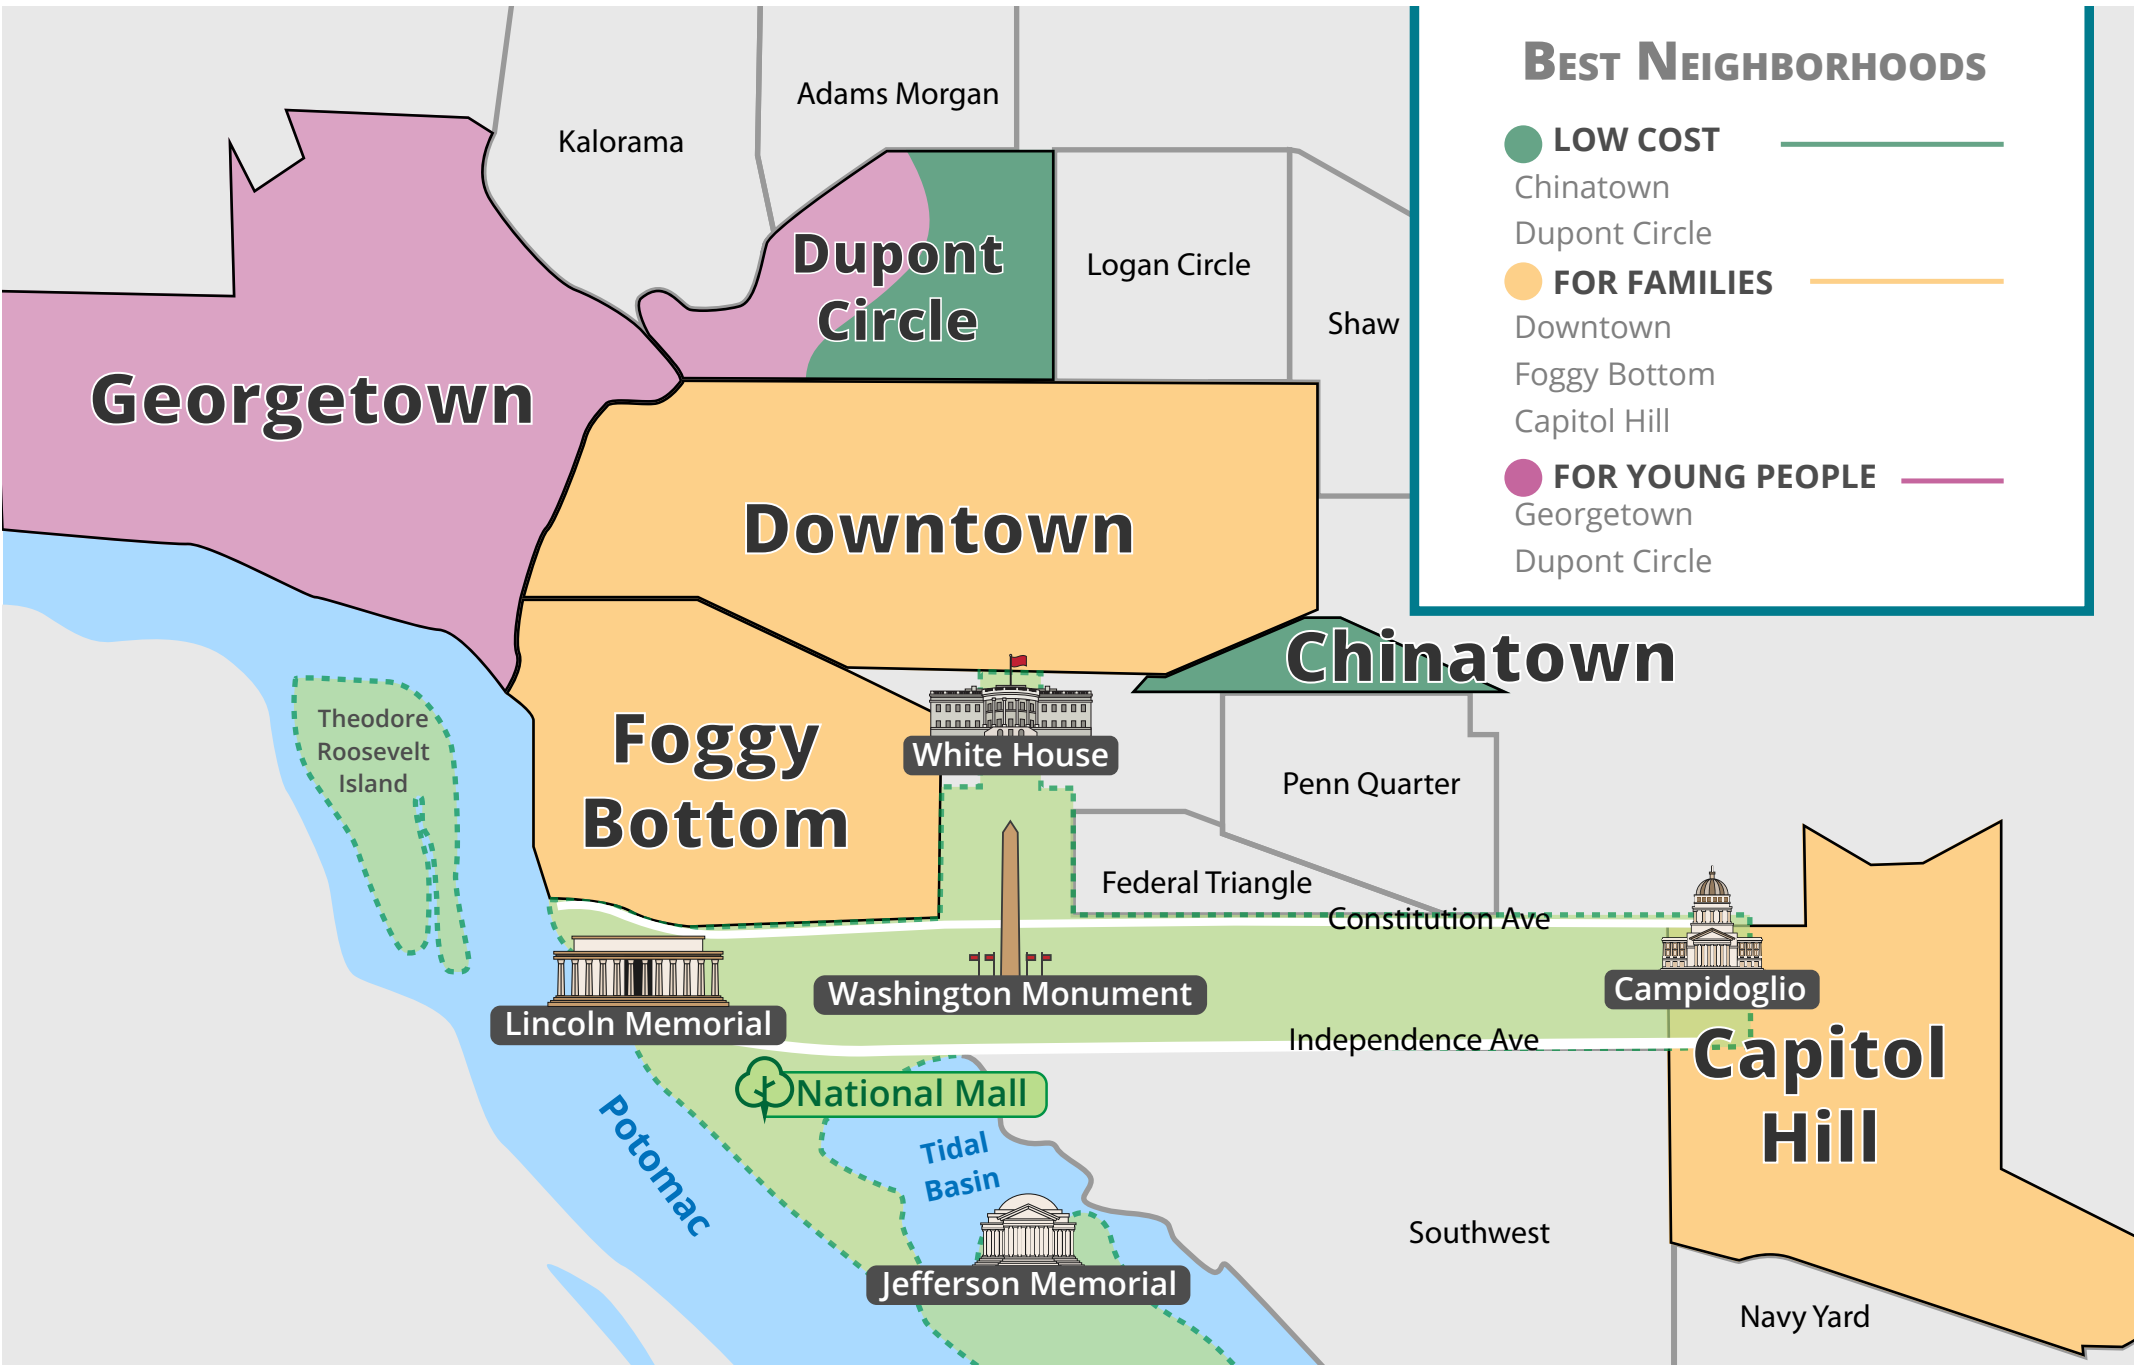 BEST NEIGHBORHOODS
LOW COST
Chinatown
Dupont Circle
FOR FAMILIES
Downtown
Foggy Bottom
Capitol Hill
FOR YOUNG PEOPLE
Georgetown
Dupont Circle
Adams Morgan
Kalorama
Dupont
Circle
Logan Circle
Shaw
Georgetown
Downtown
Chinatown
Theodore
Roosevelt
Island
Foggy
Bottom
White House
Penn Quarter
Federal Triangle
Constitution Ave
Washington Monument
Campidoglio
Lincoln Memorial
Independence Ave
Capitol
Hill
National Mall
Potomac
Tidal
Basin
Southwest
Jefferson Memorial
Navy Yard